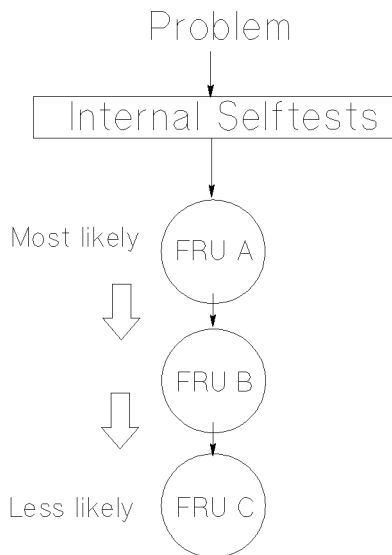 Problem
Internal Selftests
Most likely
FRU A
FRU B
Less likely
FRU C